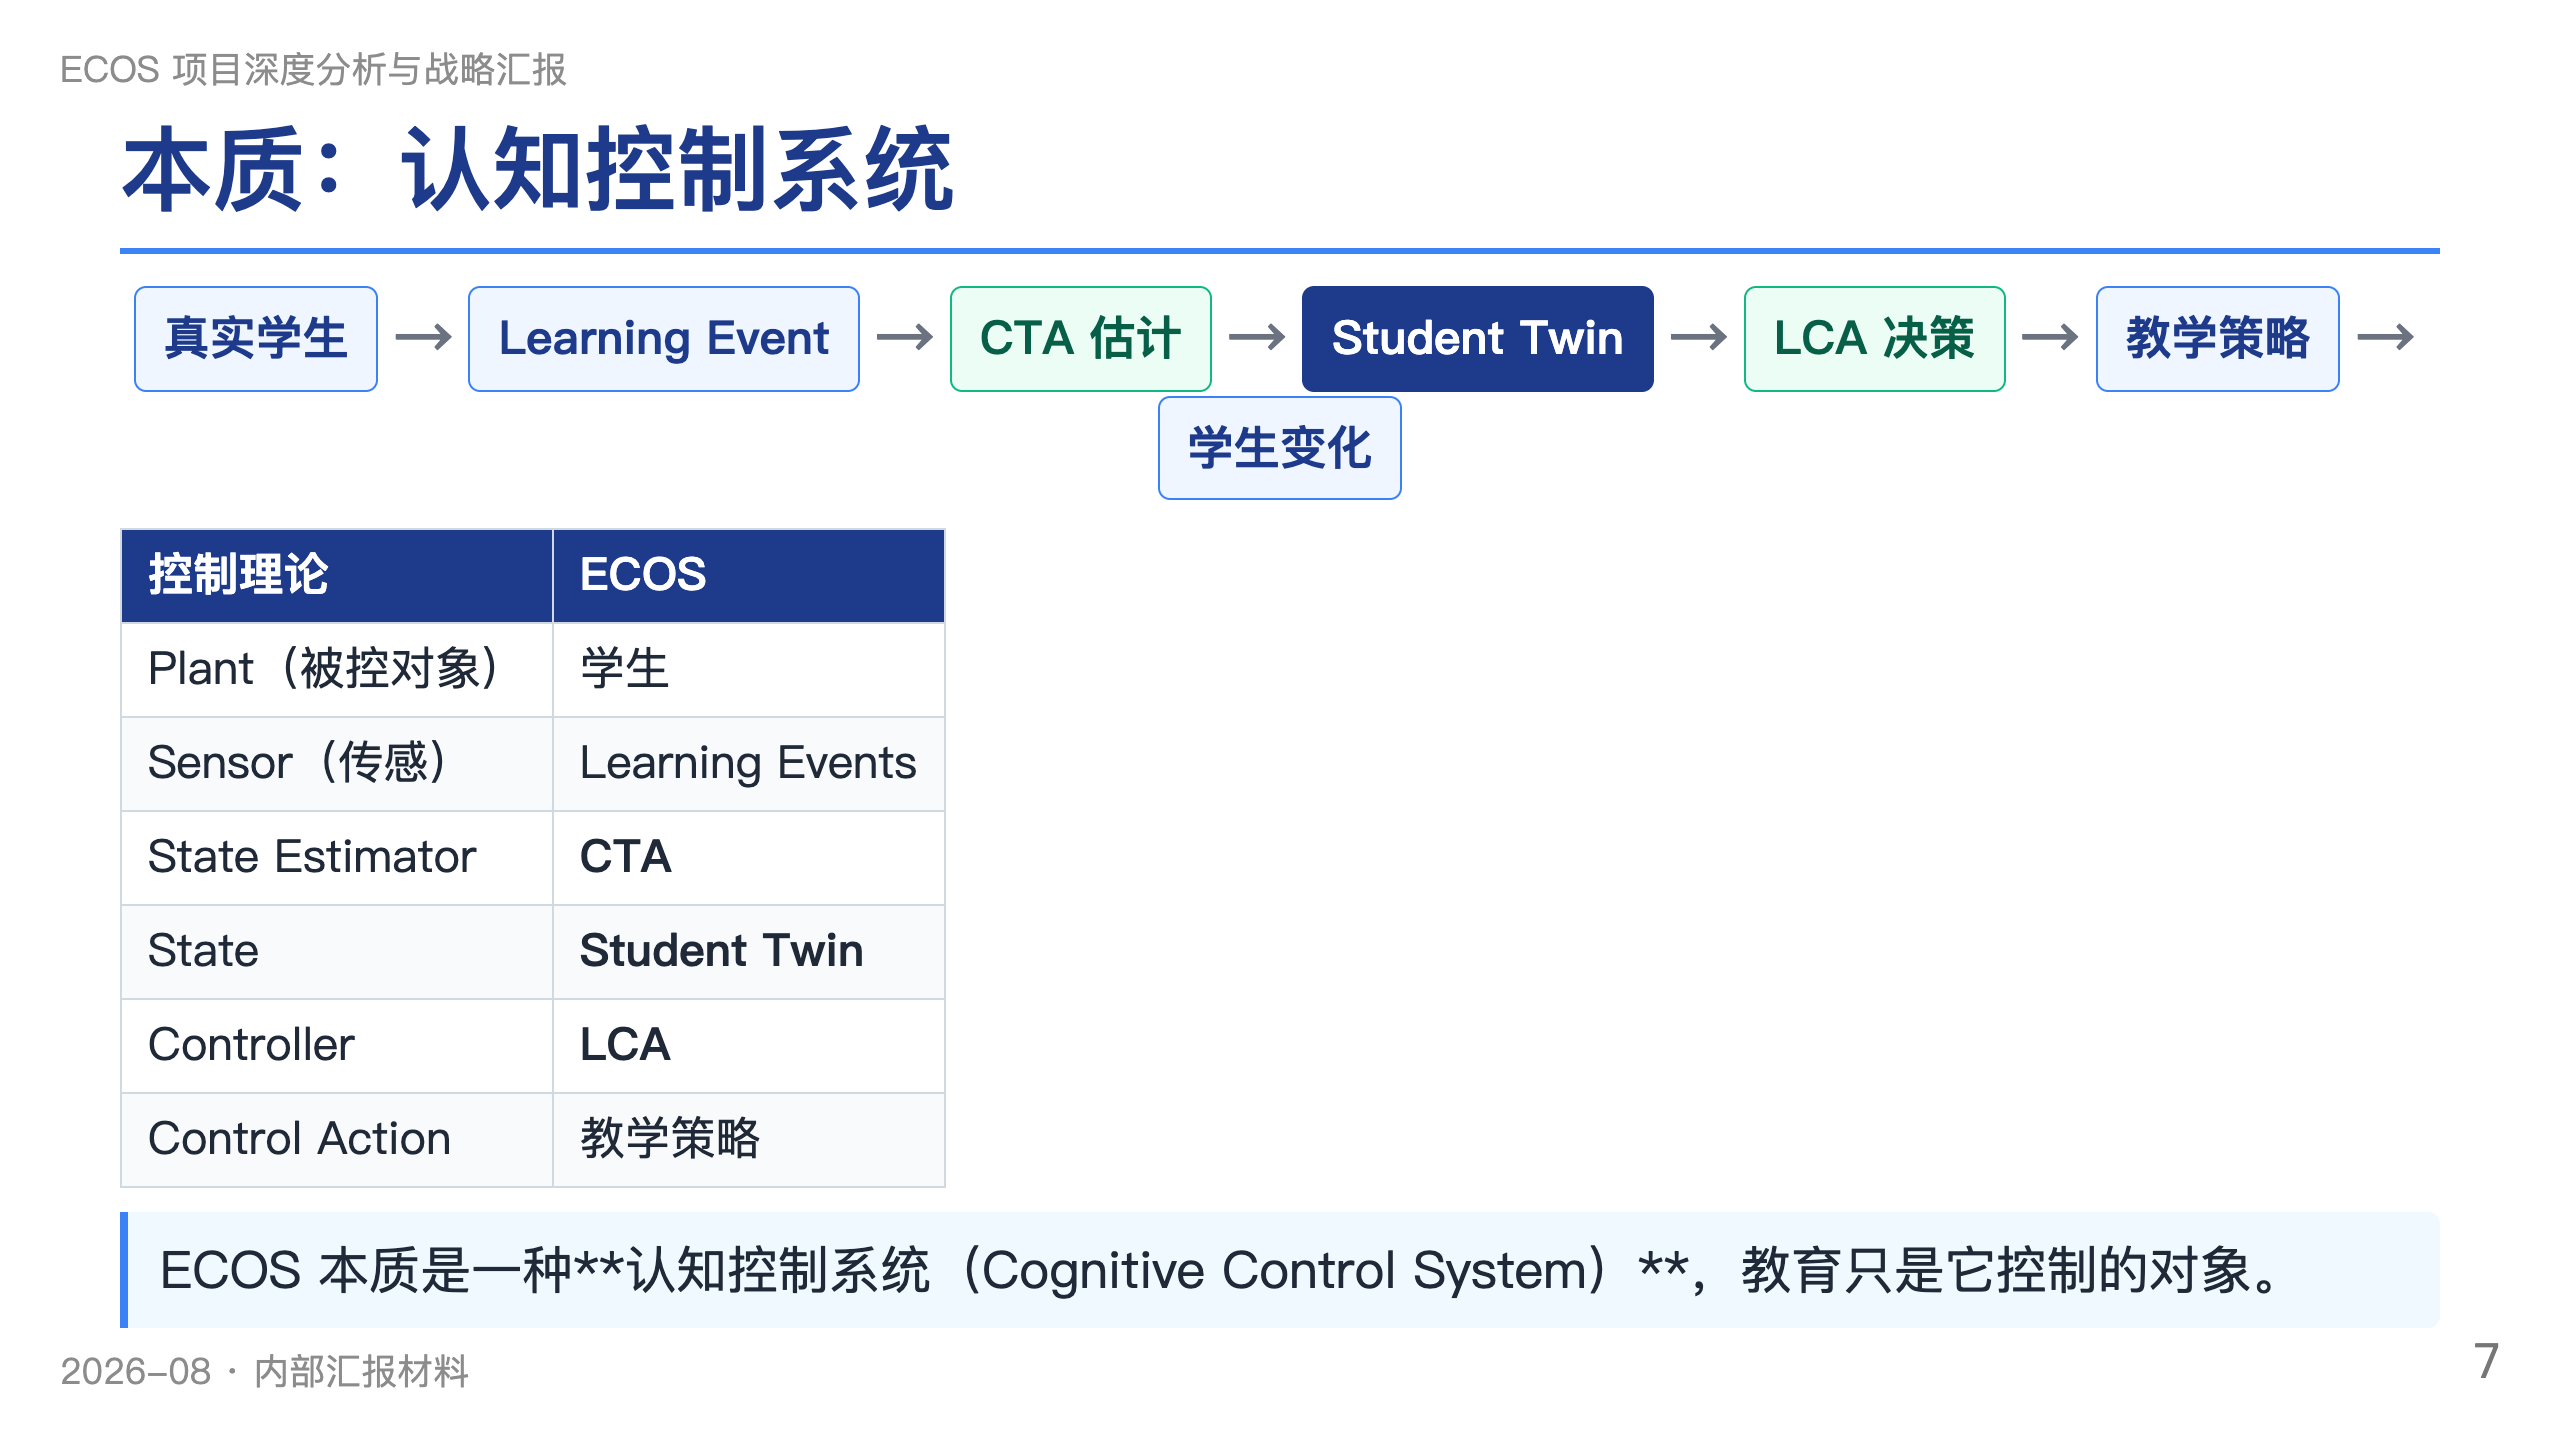 ECOS 项目深度分析与战略汇报
本质：认知控制系统
真实学生 → Learning Event → CTA 估计 → Student Twin → LCA 决策 → 教学策略 →
学生变化
控制理论 ECOS
Plant（被控对象） 学生
Sensor（传感） Learning Events
State Estimator CTA
State Student Twin
Controller LCA
Control Action 教学策略
ECOS 本质是一种**认知控制系统（Cognitive Control System）**，教育只是它控制的对象。
2026-08 · 内部汇报材料
7